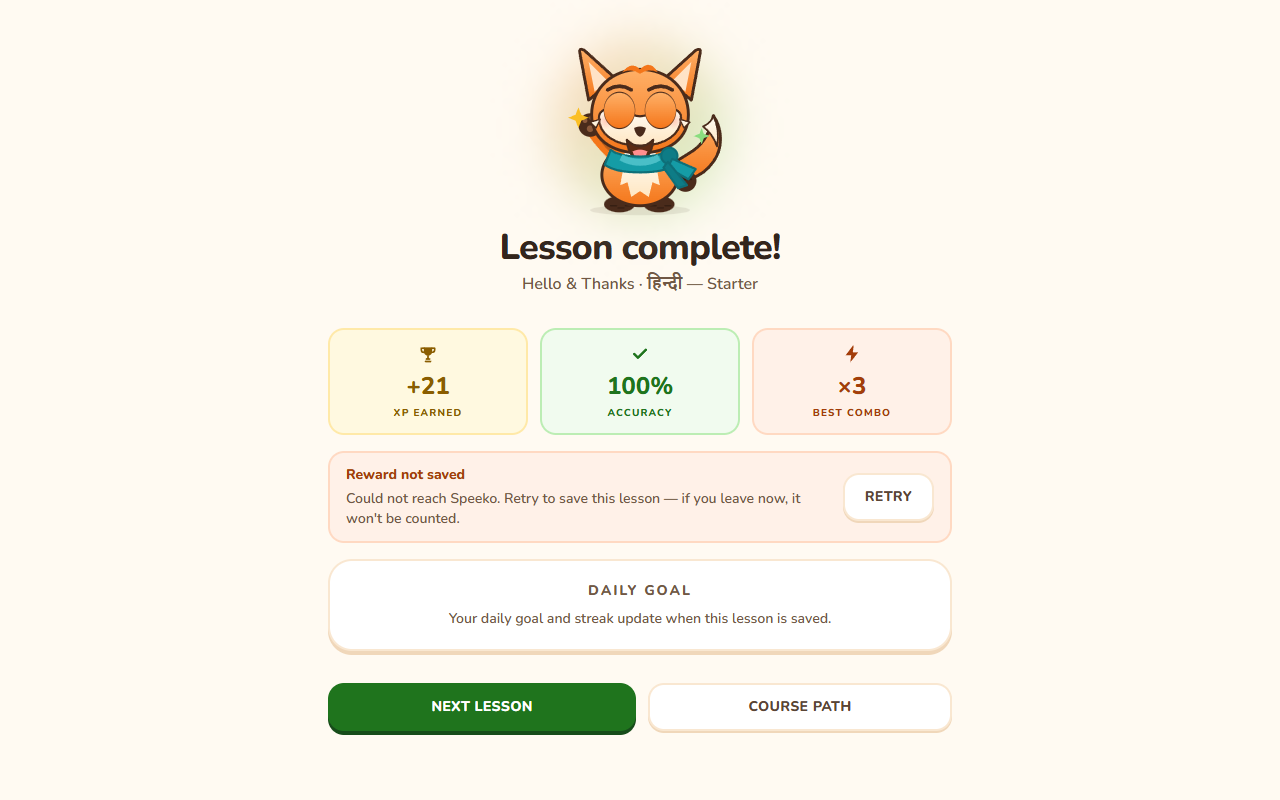 Lesson complete!
Hello & Thanks · हिन्दी — Starter
+21
XP EARNED
100%
ACCURACY
×3
BEST COMBO
Reward not saved
Could not reach Speeko. Retry to save this lesson — if you leave now, it
won't be counted.
RETRY
DAILY GOAL
Your daily goal and streak update when this lesson is saved.
NEXT LESSON
COURSE PATH